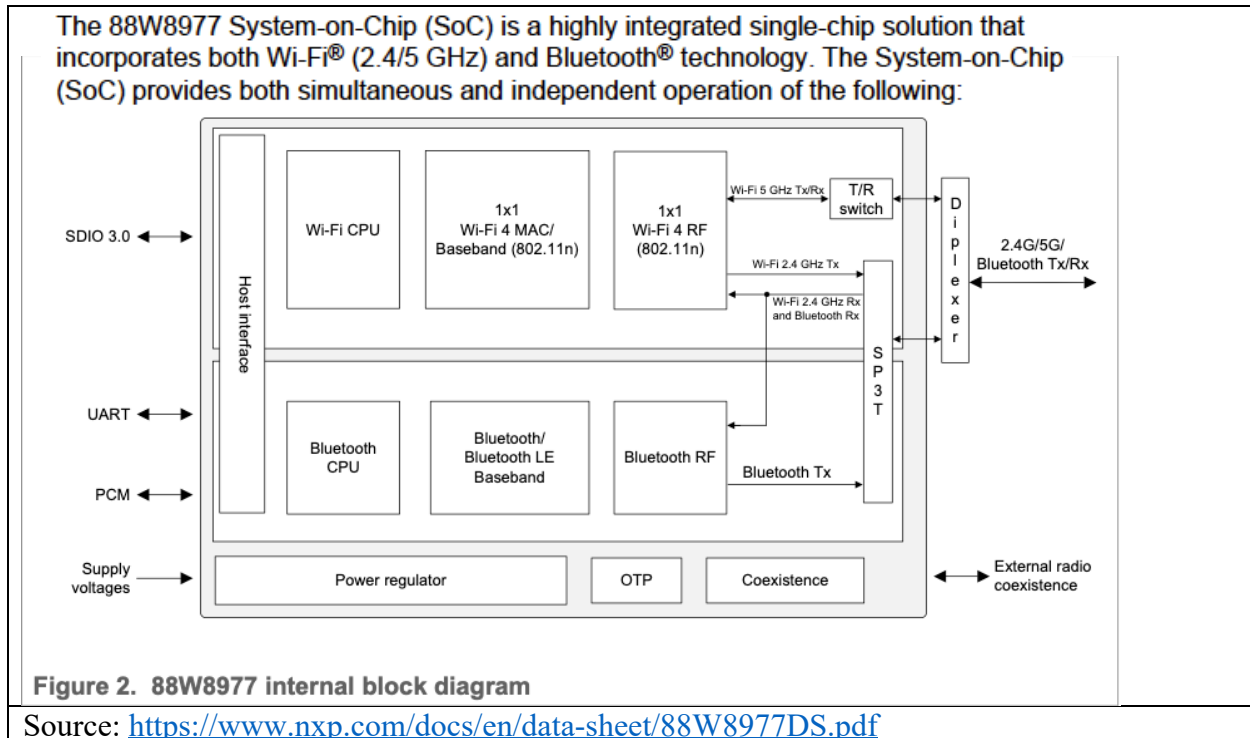 The 88W8977 System-on-Chip (SoC) is a highly integrated single-chip solution that
incorporates both Wi-Fi® (2.4/5 GHz) and Bluetooth® technology. The System-on-Chip
(SoC) provides both simultaneous and independent operation of the following:
SDIO 3.0
UART
PCM
Supply
voltages
Host interface
Wi-Fi CPU
1x1
Wi-Fi 4 MAC/
Baseband (802.11n)
1x1
Wi-Fi 4 RF
(802.11n)
Wi-Fi 5 GHz Tx/Rx
T/R
switch
Wi-Fi 2.4 GHz Tx
Wi-Fi 2.4 GHz Rx
and Bluetooth Rx
Diplexer
2.4G/5G/
Bluetooth Tx/Rx
SP3T
Bluetooth
CPU
Bluetooth/
Bluetooth LE
Baseband
Bluetooth RF
Bluetooth Tx
Power regulator
OTP
Coexistence
External radio
coexistence
Figure 2. 88W8977 internal block diagram
Source: https://www.nxp.com/docs/en/data-sheet/88W8977DS.pdf